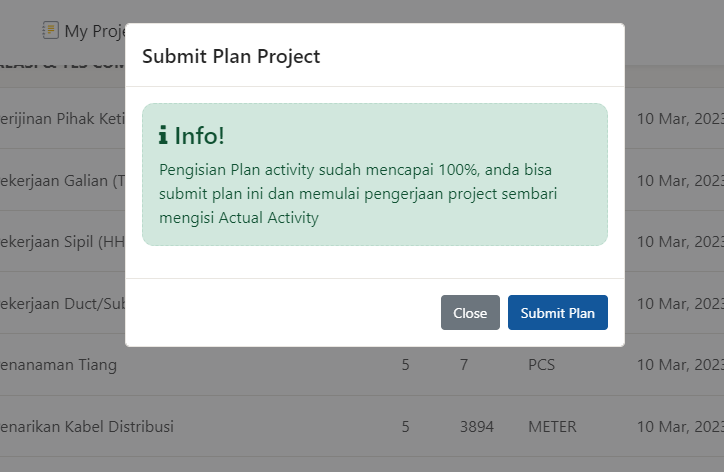 My Proje
Submit Plan Project
Info!
Pengisian Plan activity sudah mencapai 100%, anda bisa
submit plan ini dan memulai pengerjaan project sembari
mengisi Actual Activity
Close Submit Plan
erijinan Pihak Keti 10 Mar, 2023
ekerjaan Galian (T 10 Mar, 2023
ekerjaan Sipil (HH 10 Mar, 2023
ekerjaan Duct/Sub 10 Mar, 2023
enanaman Tiang 5 7 PCS 10 Mar, 2023
enarikan Kabel Distribusi 5 3894 METER 10 Mar, 2023